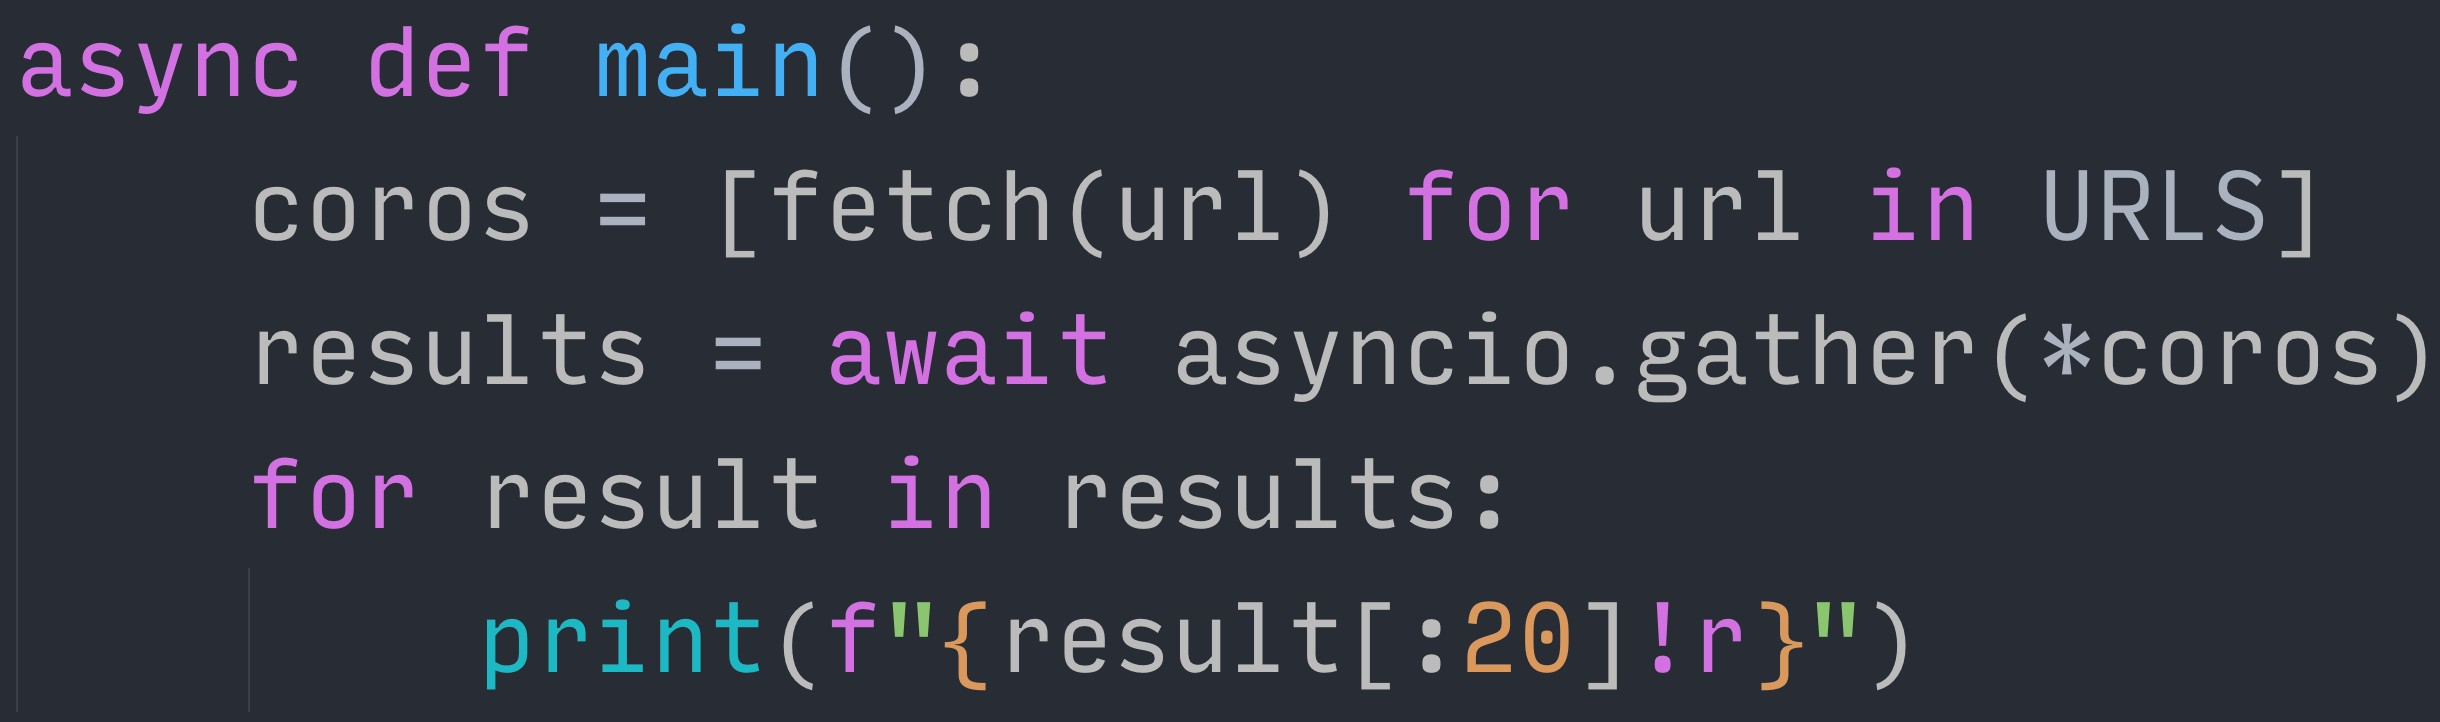 async def main():
    coros = [fetch(url) for url in URLS]
    results = await asyncio.gather(*coros)
    for result in results:
        print(f"{result[:20]!r}")